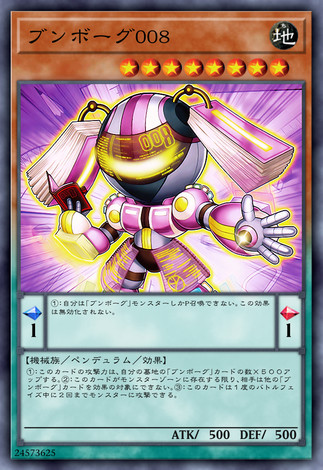 ブンボーグ008
地
008
①:自分は「ブンボーグ」モンスターしかP召喚できない。この効果
は無効化されない。
1
1
【機械族/ペンデュラム/効果】
①:このカードの攻撃力は、自分の墓地の「ブンボーグ」カードの数×500アッ
プする。②:このカードがモンスターゾーンに存在する限り、相手は他の「ブ
ンボーグ」カードを効果の対象にできない。③:このカードは1度のバトルフェ
イズ中に2回までモンスターに攻撃できる。
ATK/ 500 DEF/ 500
24573625